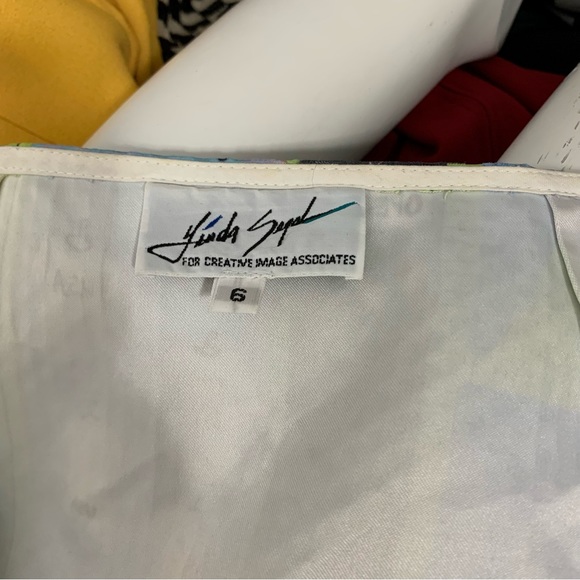 Linda Segal
FOR CREATIVE IMAGE ASSOCIATES
6